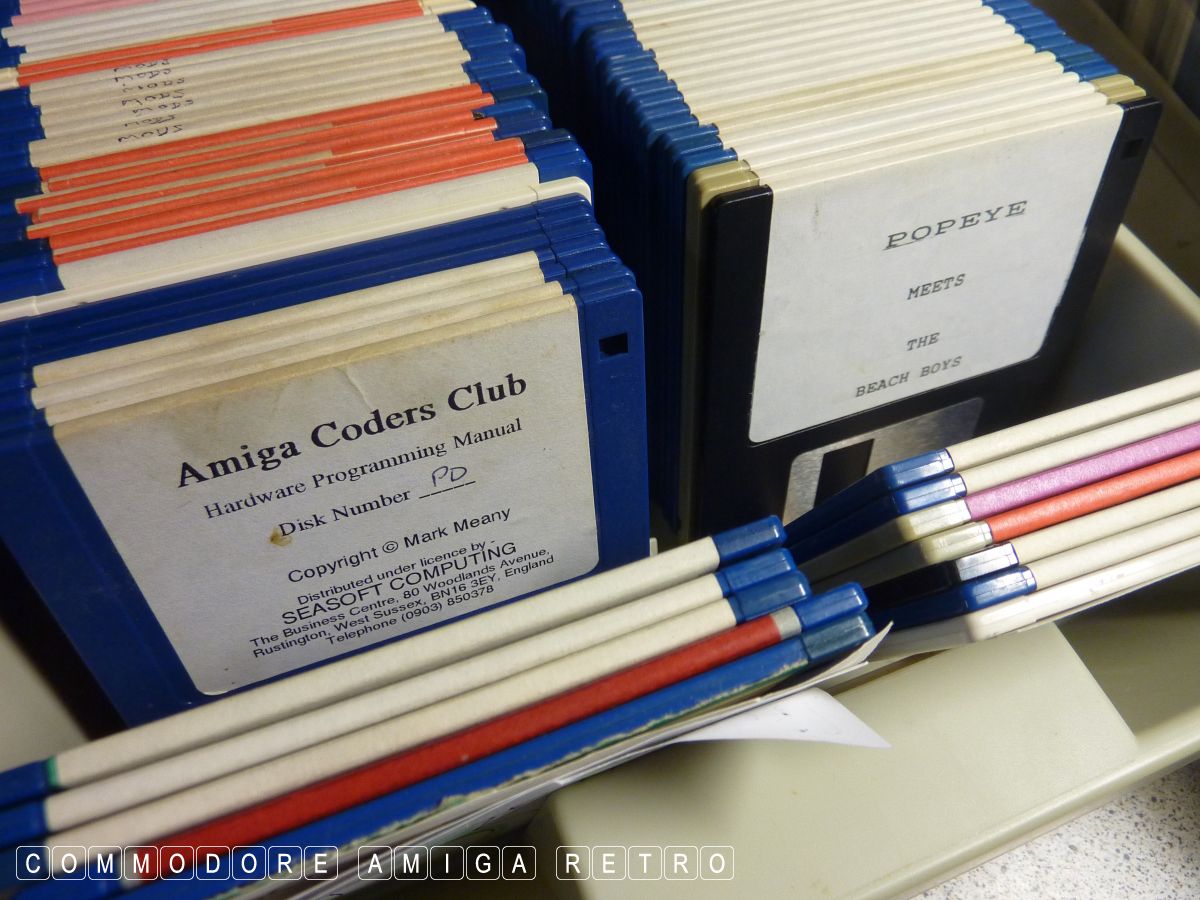 Amiga Coders Club
Hardware Programming Manual
Disk Number PD
Copyright © Mark Meany
Distributed under licence by -
SEASOFT COMPUTING
The Business Centre, 80 Woodlands Avenue,
Rustington, West Sussex, BN16 3EY, England
Telephone (0903) 850378
POPEYE
MEETS
THE
BEACH BOYS
COMMODORE AMIGA RETRO